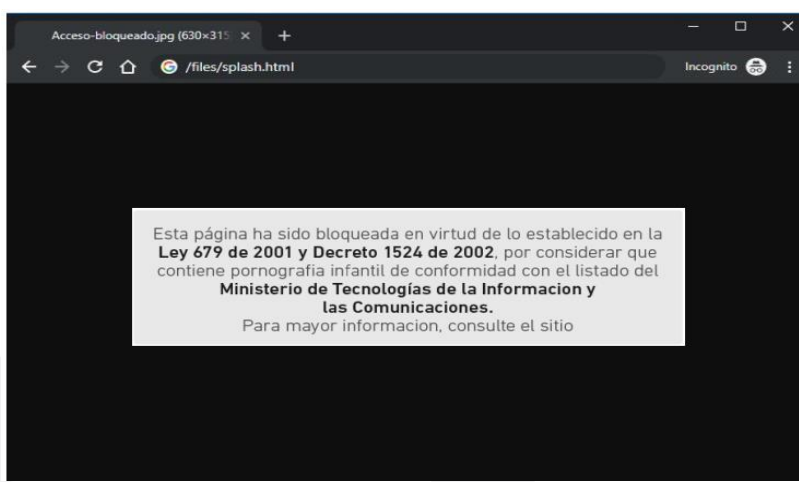 Acceso-bloqueado.jpg (630×315
/files/splash.html
Incognito
Esta página ha sido bloqueada en virtud de lo establecido en la
Ley 679 de 2001 y Decreto 1524 de 2002, por considerar que
contiene pornografia infantil de conformidad con el listado del
Ministerio de Tecnologías de la Informacion y
las Comunicaciones.
Para mayor informacion, consulte el sitio